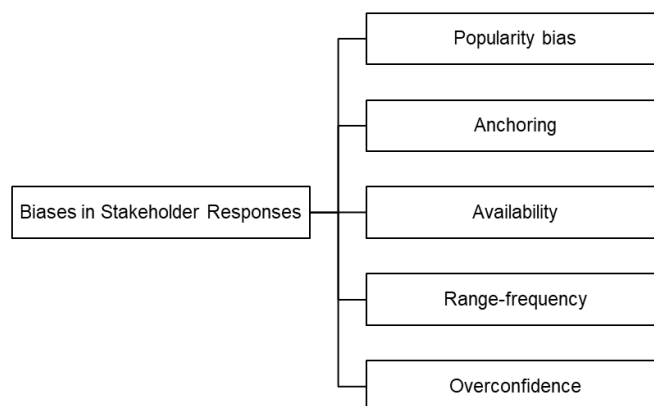 Popularity bias
Anchoring
Biases in Stakeholder Responses
Availability
Range-frequency
Overconfidence